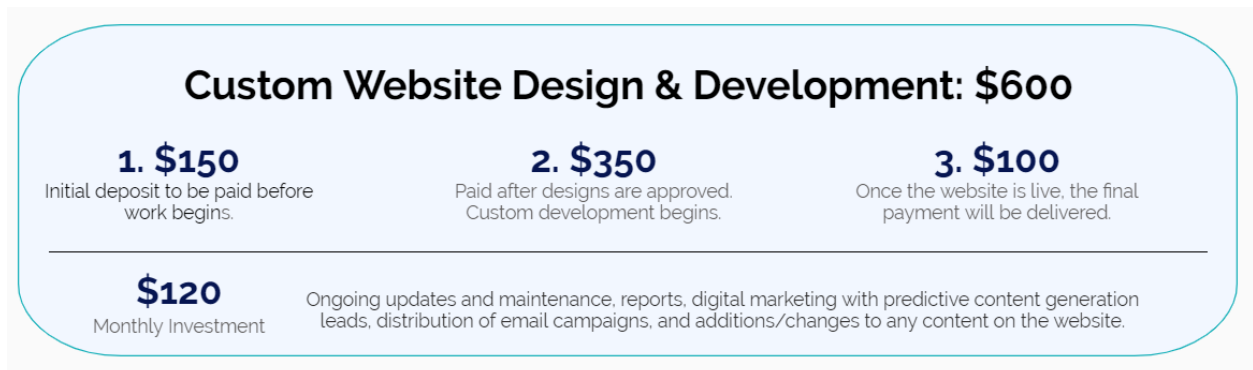 Custom Website Design & Development: $600
1. $150
Initial deposit to be paid before
work begins.
2. $350
Paid after designs are approved.
Custom development begins.
3. $100
Once the website is live, the final
payment will be delivered.
$120
Monthly Investment
Ongoing updates and maintenance, reports, digital marketing with predictive content generation
leads, distribution of email campaigns, and additions/changes to any content on the website.